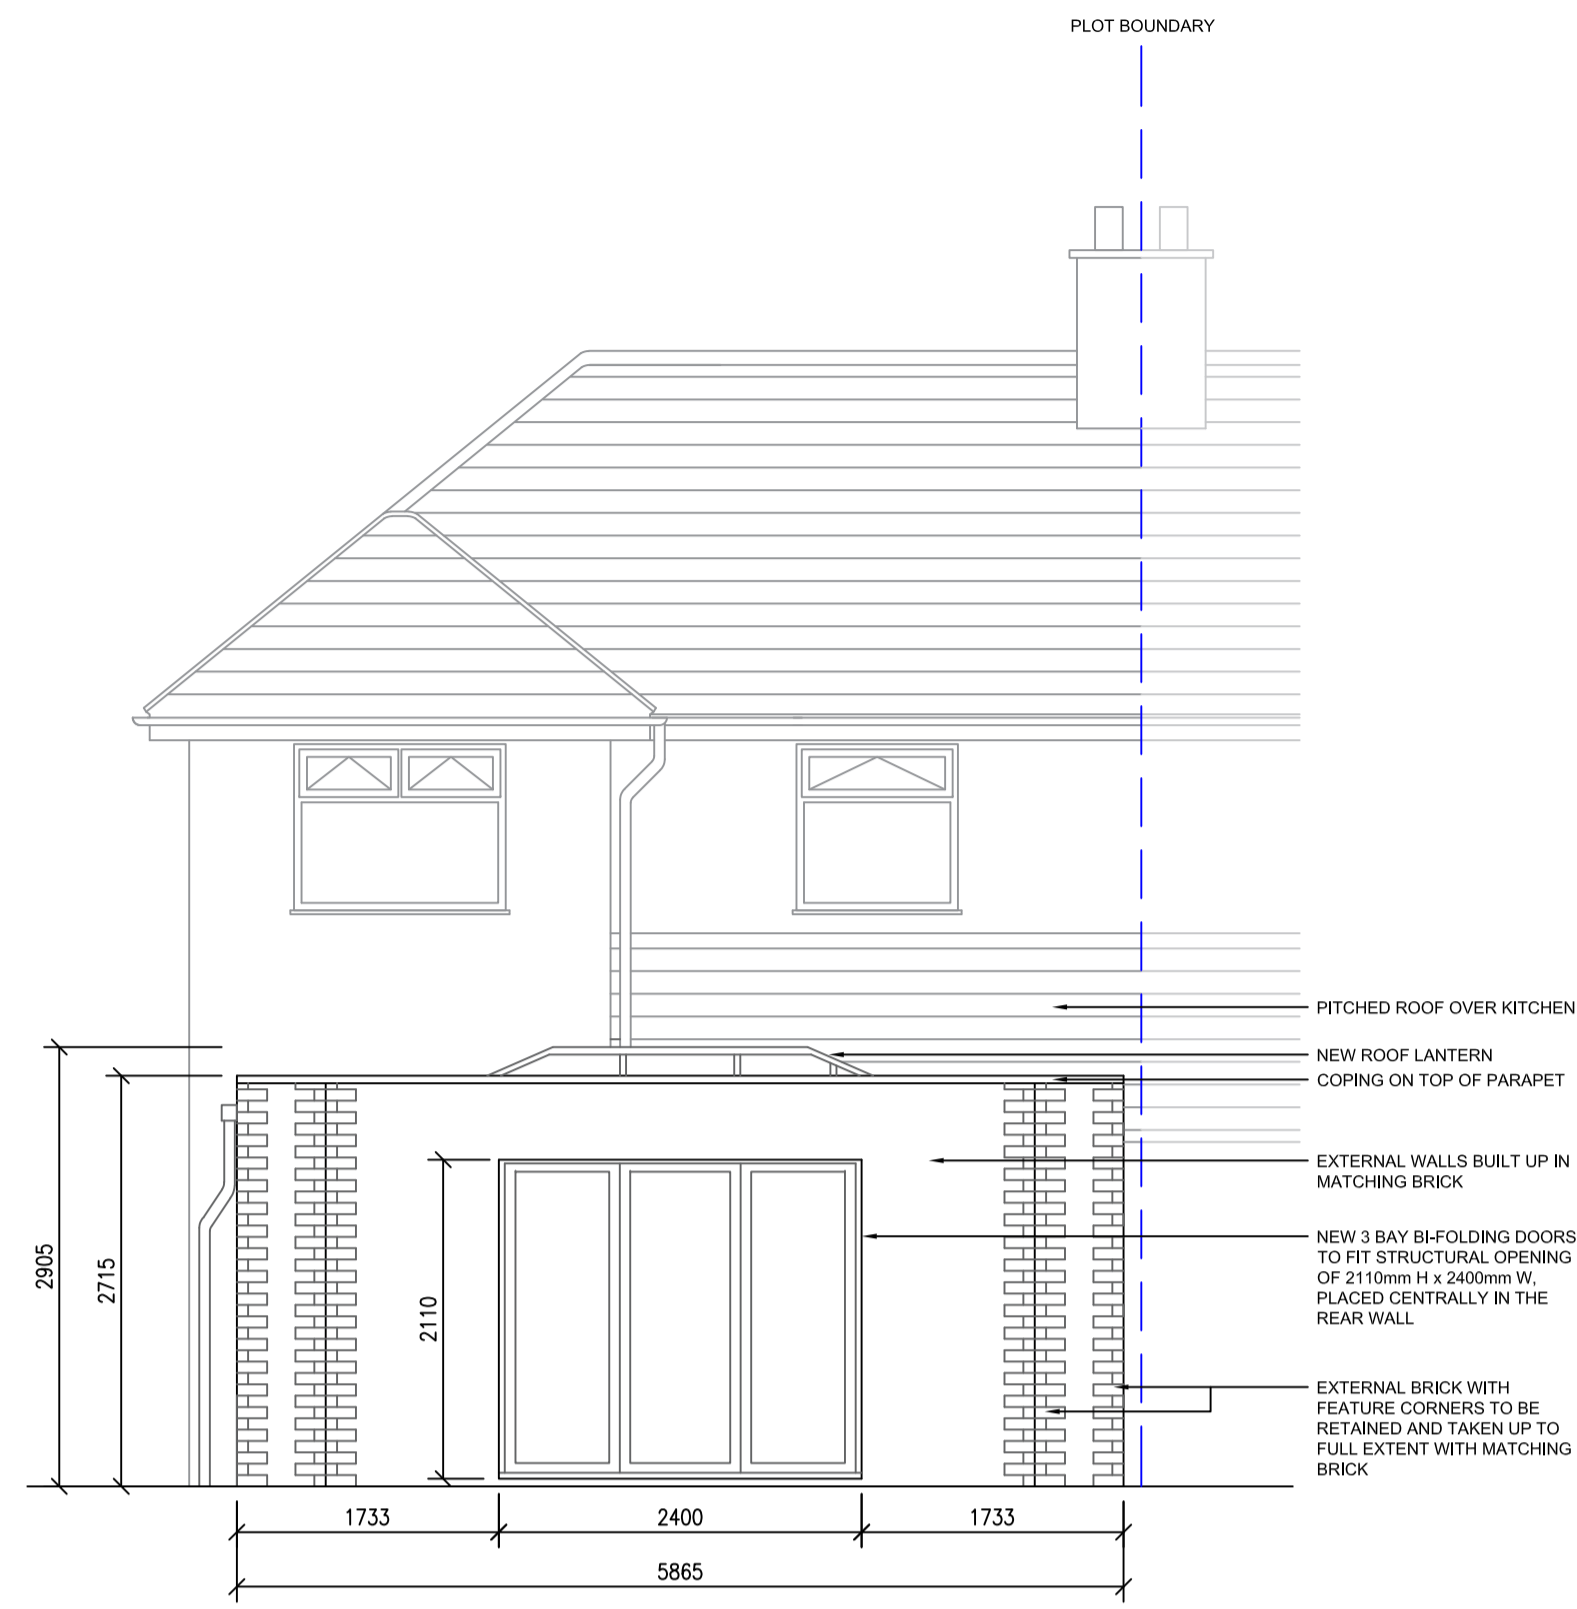 PLOT BOUNDARY
PITCHED ROOF OVER KITCHEN
NEW ROOF LANTERN
COPING ON TOP OF PARAPET
EXTERNAL WALLS BUILT UP IN
MATCHING BRICK
NEW 3 BAY BI-FOLDING DOORS
TO FIT STRUCTURAL OPENING
OF 2110mm H x 2400mm W,
PLACED CENTRALLY IN THE
REAR WALL
EXTERNAL BRICK WITH
FEATURE CORNERS TO BE
RETAINED AND TAKEN UP TO
FULL EXTENT WITH MATCHING
BRICK
2905
2715
2110
1733
2400
1733
5865